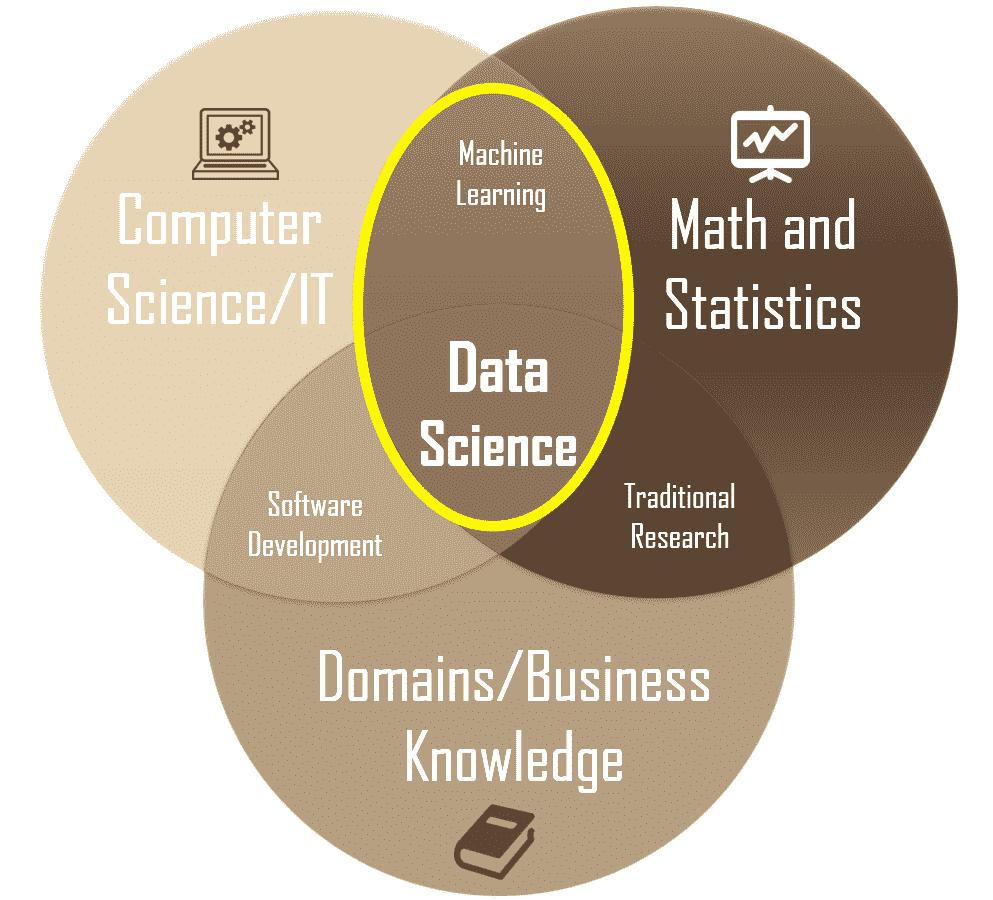 Machine
Learning
Computer
Science/IT
Math and
Statistics
Data
Science
Software
Development
Traditional
Research
Domains/Business
Knowledge